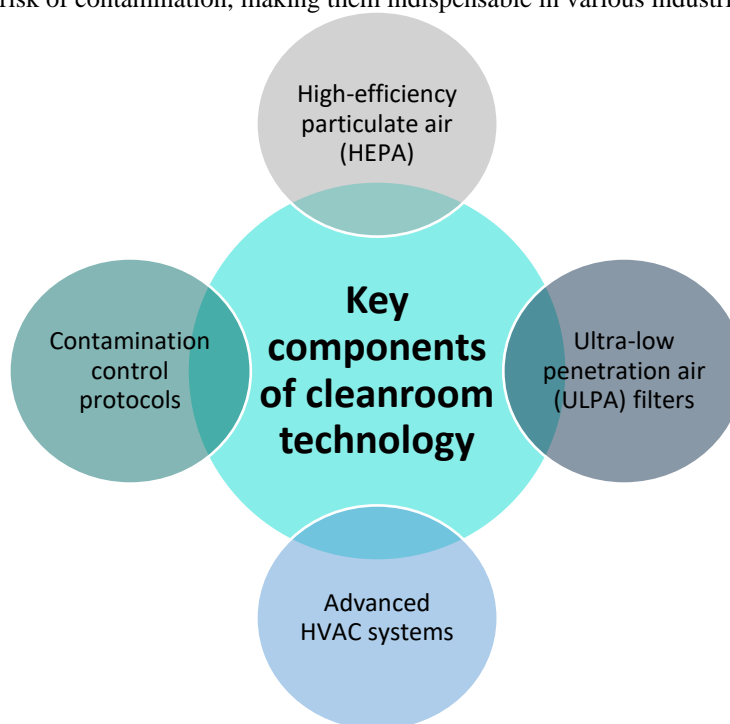 risk of contamination, making them indispensable in various industri
High-efficiency
particulate air
(HEPA)
Contamination
control
protocols
Key
components
of cleanroom
technology
Ultra-low
penetration air
(ULPA) filters
Advanced
HVAC systems